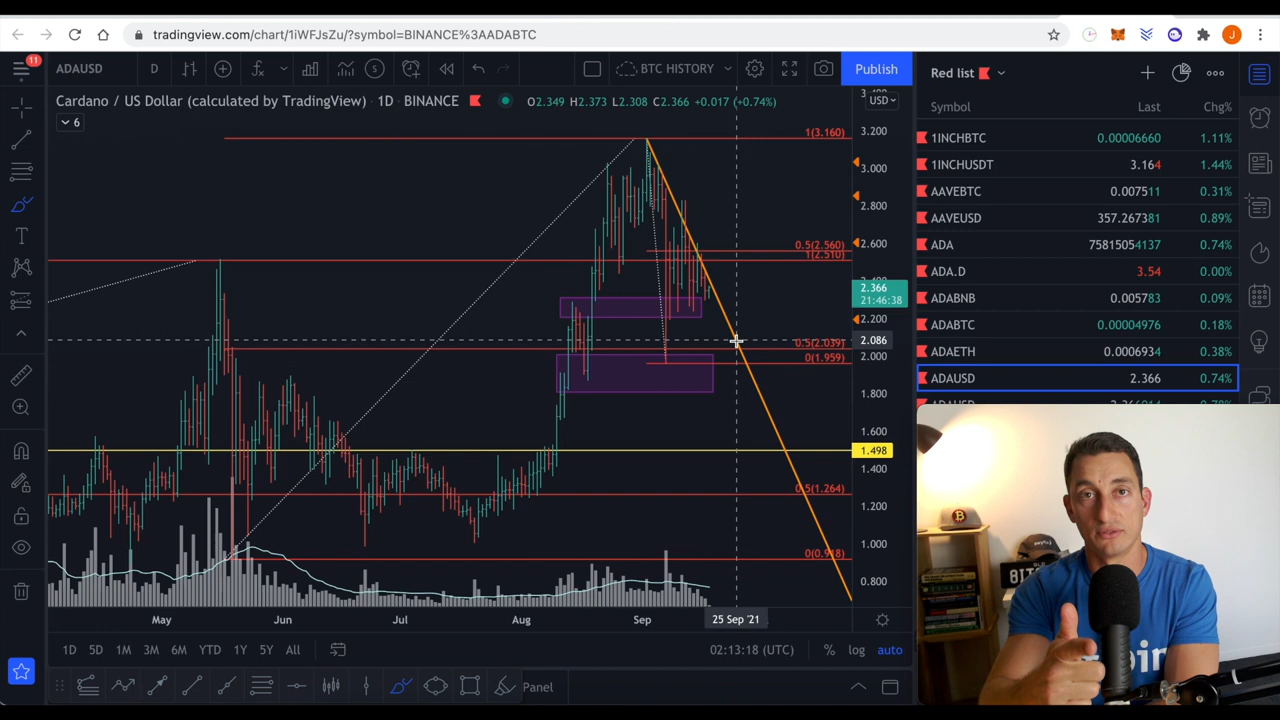 tradingview.com/chart/1iWFJsZu/?symbol=BINANCE%3AADABTC
J
11
ADAUSD D BTC HISTORY Publish
Red list
Cardano / US Dollar (calculated by TradingView) 1D BINANCE O2.349 H2.373 L2.308 C2.366 +0.017 (+0.74%)
USD
6
Symbol Last Chg%
1INCHBTC 0.00006660 1.11%
1INCHUSDT 3.164 1.44%
AAVEBTC 0.007511 0.31%
AAVEUSD 357.267381 0.89%
ADA 75815054137 0.74%
ADA.D 3.54 0.00%
ADABNB 0.005783 0.09%
ADABTC 0.00004976 0.18%
ADAETH 0.0006934 0.38%
ADAUSD 2.366 0.74%
1(3.160)
0.5(2.560)
1(2.510)
0.5(2.039)
0(1.959)
0.5(1.264)
0(0.918)
3.200
3.000
2.800
2.600
2.366
21:46:38
2.200
2.086
2.000
1.800
1.600
1.498
1.400
1.200
1.000
0.800
May Jun Jul Aug Sep 25 Sep '21
1D 5D 1M 3M 6M YTD 1Y 5Y All
02:13:18 (UTC) % log auto
Panel